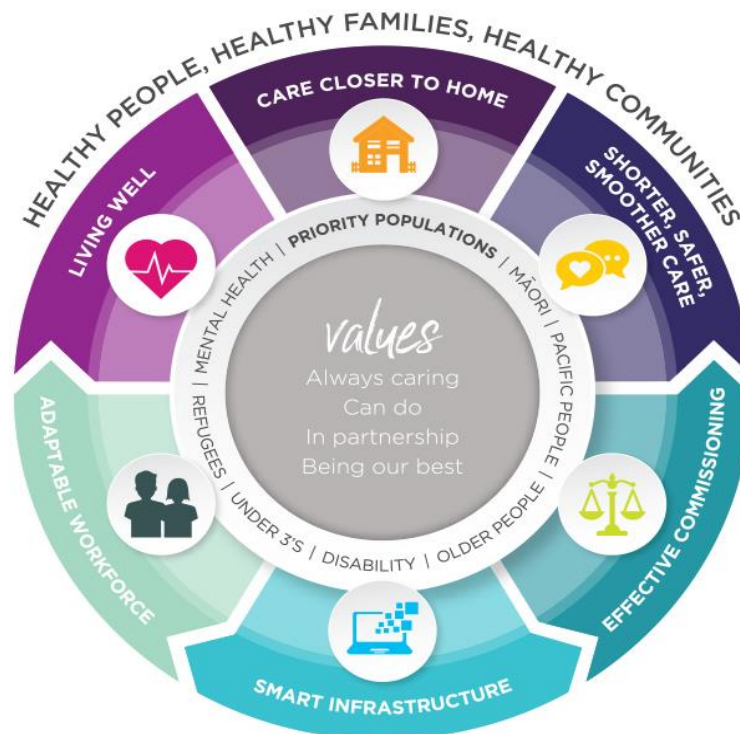 HEALTHY PEOPLE, HEALTHY FAMILIES, HEALTHY COMMUNITIES
LIVING WELL
CARE CLOSER TO HOME
SHORTER, SAFER,
SMOOTHER CARE
EFFECTIVE COMMISSIONING
SMART INFRASTRUCTURE
ADAPTABLE WORKFORCE
PRIORITY POPULATIONS | MĀORI | PACIFIC PEOPLE | OLDER PEOPLE | DISABILITY | UNDER 3'S | REFUGEES | MENTAL HEALTH |
values
Always caring
Can do
In partnership
Being our best